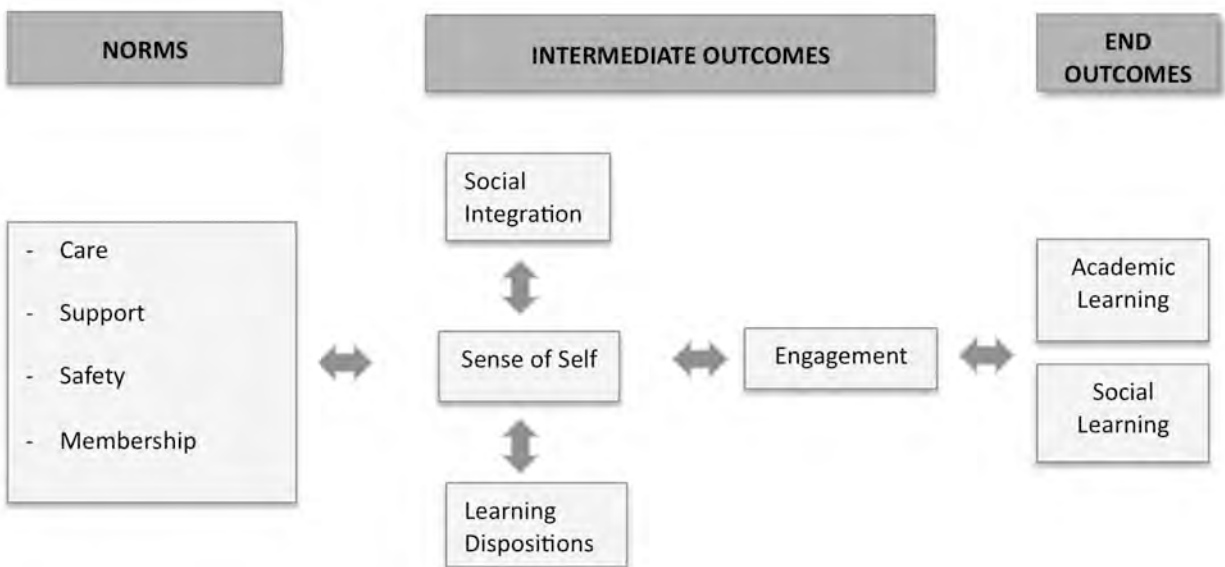 NORMS
INTERMEDIATE OUTCOMES
END
OUTCOMES
- Care
- Support
- Safety
- Membership
Social
Integration
Sense of Self
Learning
Dispositions
Engagement
Academic
Learning
Social
Learning